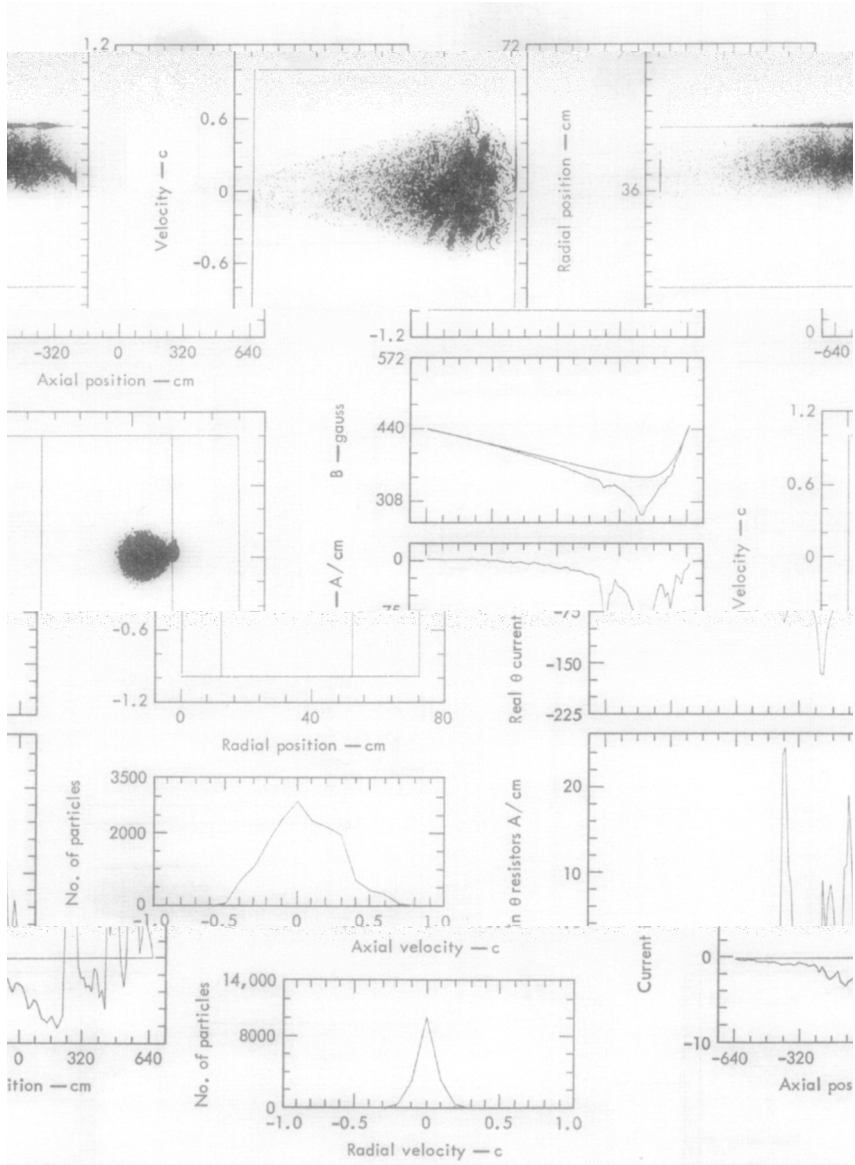 1.2
72
0.6
Velocity — c
0
-0.6
Radial position — cm
36
-1.2
0
-320 0 320 640
-640
Axial position — cm
572
B — gauss
440
308
1.2
0.6
Velocity — c
0
— A/cm
0
-75
-75
-0.6
Real θ current
-150
-1.2
-225
0 40 80
Radial position — cm
3500
No. of particles
2000
0
-1.0 -0.5 0 0.5 1.0
Axial velocity — c
in θ resistors A/cm
20
10
Current
0
-10
-640 -320
Axial pos
0 320 640
ition — cm
14,000
No. of particles
8000
0
-1.0 -0.5 0 0.5 1.0
Radial velocity — c